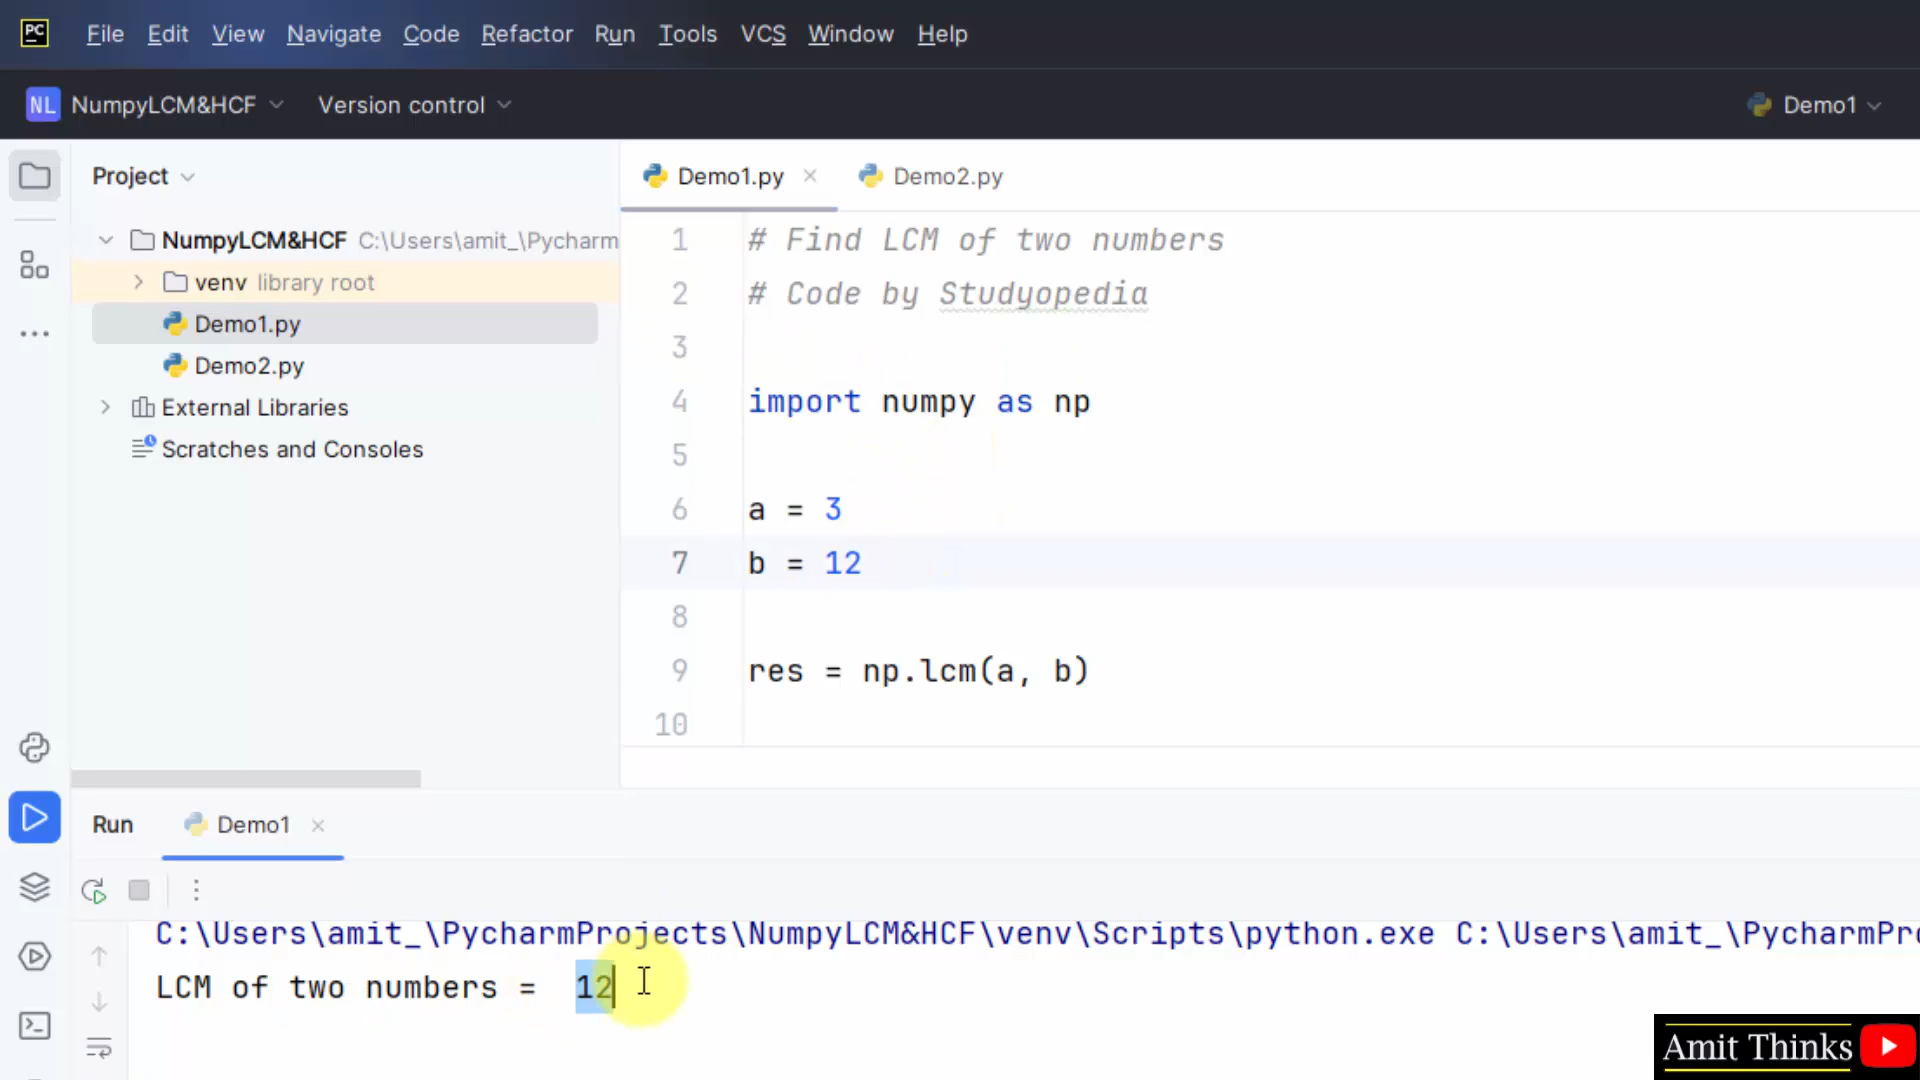 PC File Edit View Navigate Code Refactor Run Tools VCS Window Help
NL NumpyLCM&HCF Version control Demo1
Project
Demo1.py Demo2.py
NumpyLCM&HCF C:\Users\amit_\Pycharm
venv library root
Demo1.py
Demo2.py
External Libraries
Scratches and Consoles
1 # Find LCM of two numbers
2 # Code by Studyopedia
3
4 import numpy as np
5
6 a = 3
7 b = 12
8
9 res = np.lcm(a, b)
10
Run Demo1
C:\Users\amit_\PycharmProjects\NumpyLCM&HCF\venv\Scripts\python.exe C:\Users\amit_\PycharmPro
LCM of two numbers = 12
Amit Thinks